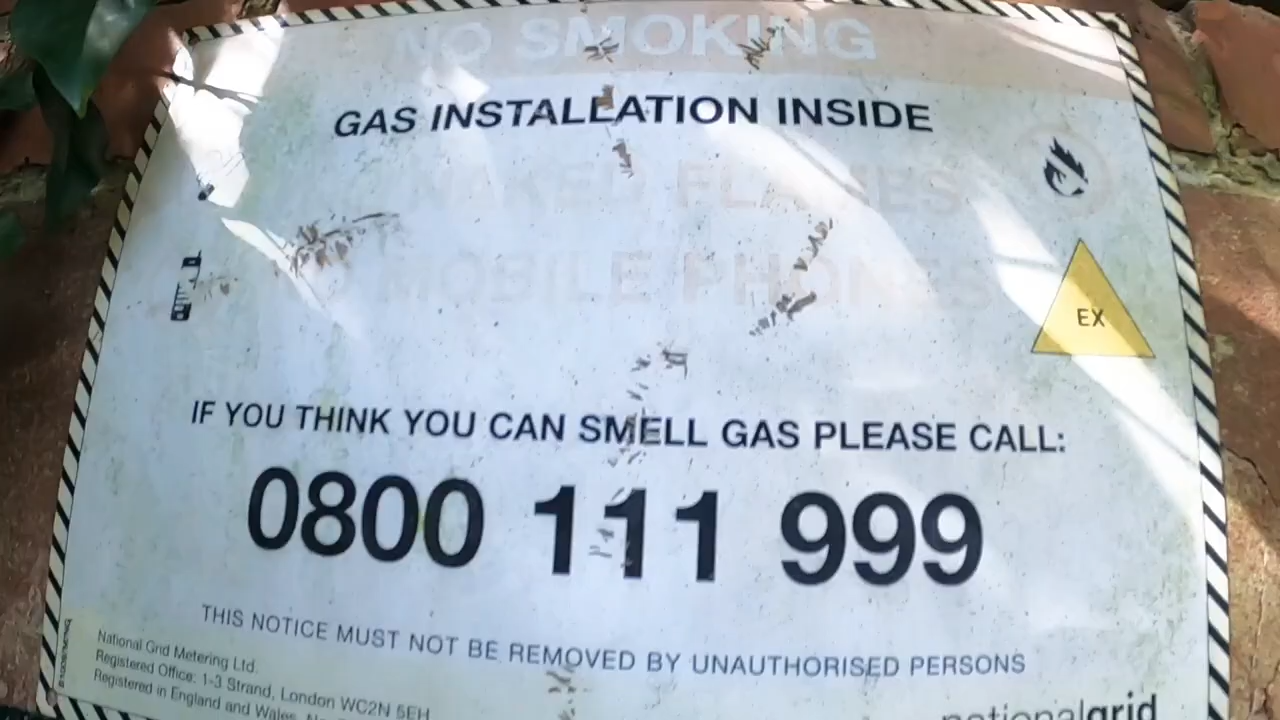 NO SMOKING
GAS INSTALLATION INSIDE
NAKED FLAMES
MOBILE PHONES
EX
IF YOU THINK YOU CAN SMELL GAS PLEASE CALL:
0800 111 999
THIS NOTICE MUST NOT BE REMOVED BY UNAUTHORISED PERSONS
National Grid Metering Ltd.
Registered Office: 1-3 Strand, London WC2N 5EH
Registered in England and Wales,
nationalgrid